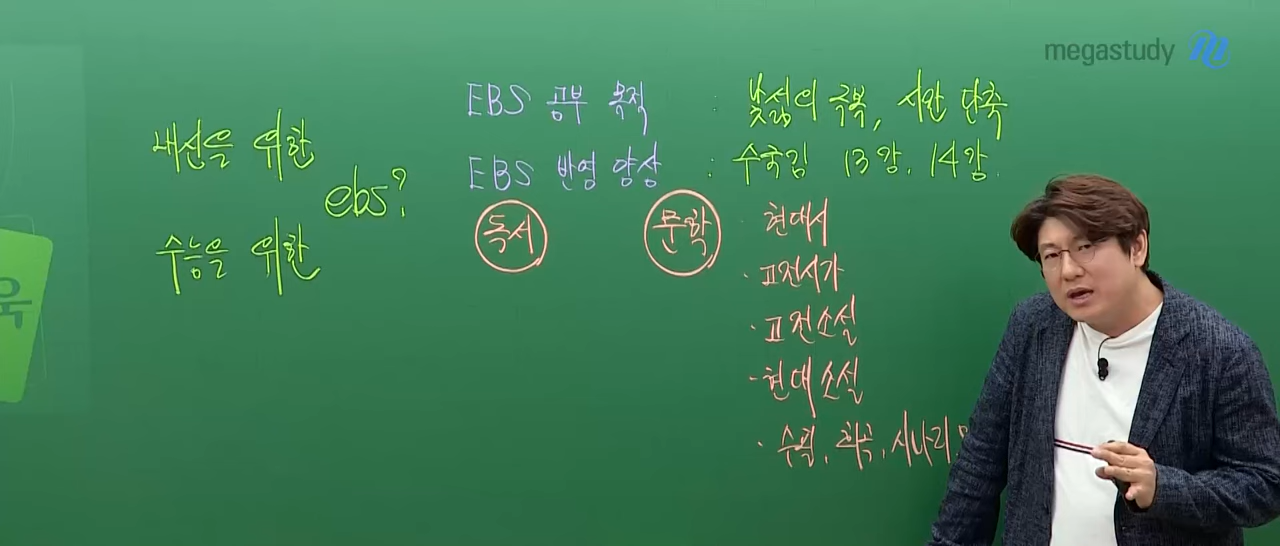 megastudy
내신을 위한
ebs?
수능을 위한
EBS 공부 목적 : 낯섦의 극복, 시간 단축
EBS 반영 양상 : 수국김 13강, 14강.
독서
문학
· 현대시
· 고전시가
· 고전소설
· 현대소설
· 수필, 희곡, 시나리
육